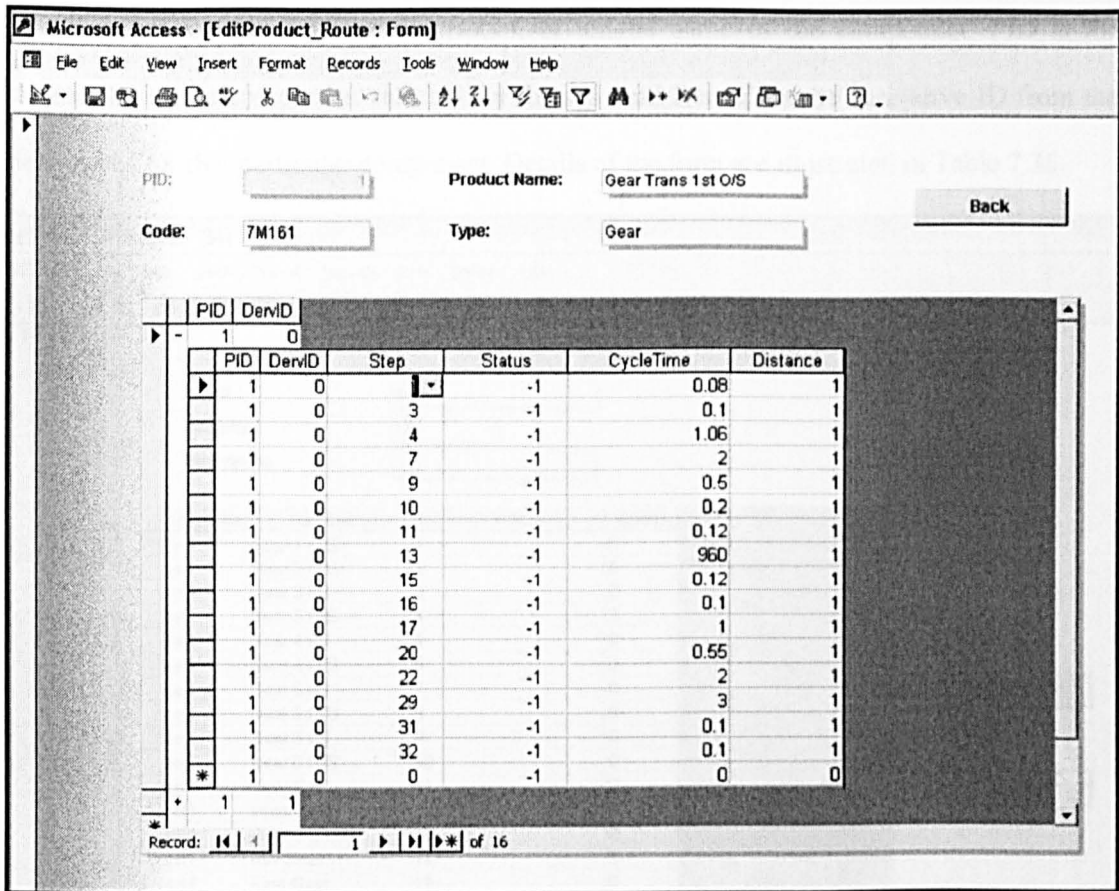 Microsoft Access - [EditProduct_Route : Form]
File Edit View Insert Format Records Tools Window Help
ID from the
in Table 7.15
PID: 1 Product Name: Gear Trans 1st O/S
Back
Code: 7M161 Type: Gear
PID DervID
- 1 0
PID DervID Step Status CycleTime Distance
1 0 -1 0.08 1
1 0 3 -1 0.1 1
1 0 4 -1 1.06 1
1 0 7 -1 2 1
1 0 9 -1 0.5 1
1 0 10 -1 0.2 1
1 0 11 -1 0.12 1
1 0 13 -1 960 1
1 0 15 -1 0.12 1
1 0 16 -1 0.1 1
1 0 17 -1 1 1
1 0 20 -1 0.55 1
1 0 22 -1 2 1
1 0 29 -1 3 1
1 0 31 -1 0.1 1
1 0 32 -1 0.1 1
* 1 0 0 -1 0 0
+ 1 1
*
Record: 1 of 16